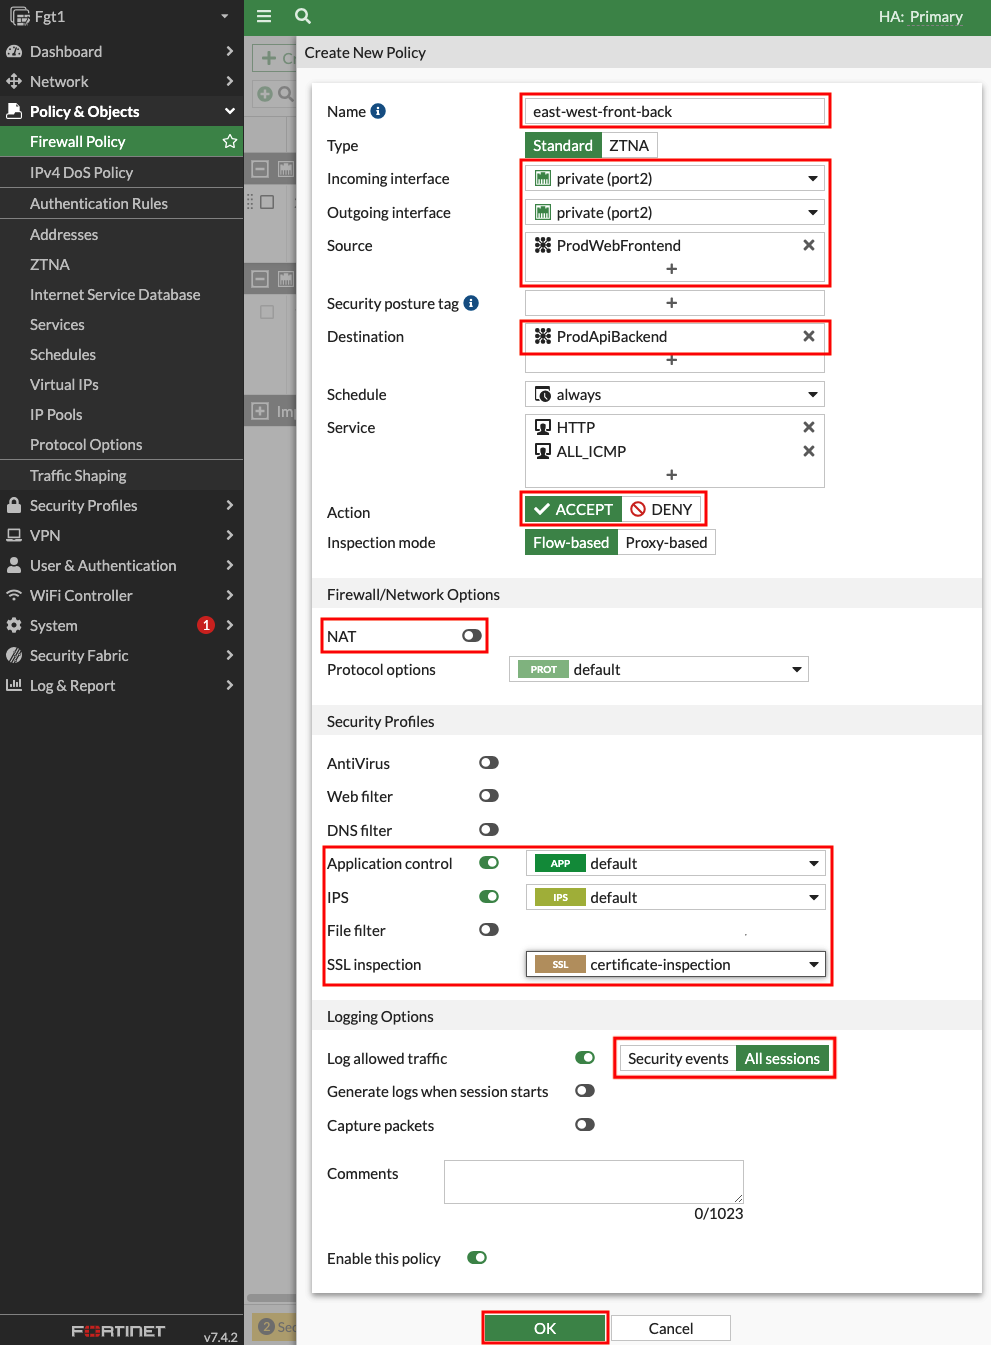 Fgt1
HA: Primary
Dashboard
Network
Policy & Objects
Firewall Policy
IPv4 DoS Policy
Authentication Rules
Addresses
ZTNA
Internet Service Database
Services
Schedules
Virtual IPs
IP Pools
Protocol Options
Traffic Shaping
Security Profiles
VPN
User & Authentication
WiFi Controller
System 1
Security Fabric
Log & Report
FORTINET
v7.4.2
Create New Policy
Name east-west-front-back
Type Standard ZTNA
Incoming interface private (port2)
Outgoing interface private (port2)
Source ProdWebFrontend
+
Security posture tag +
Destination ProdApiBackend
+
Schedule always
Service HTTP
ALL_ICMP
+
Action ACCEPT DENY
Inspection mode Flow-based Proxy-based
Firewall/Network Options
NAT
Protocol options PROT default
Security Profiles
AntiVirus
Web filter
DNS filter
Application control APP default
IPS IPS default
File filter
SSL inspection SSL certificate-inspection
Logging Options
Log allowed traffic Security events All sessions
Generate logs when session starts
Capture packets
Comments
0/1023
Enable this policy
2
OK Cancel